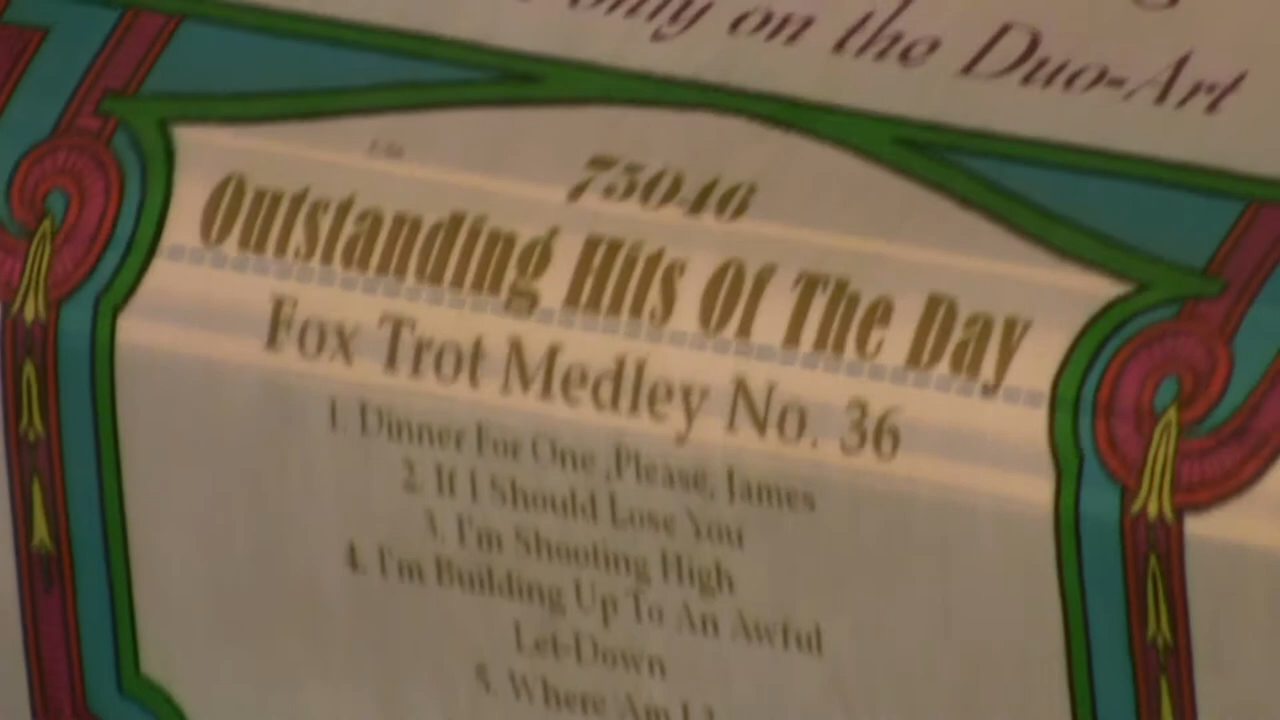 only on the Duo-Art
75046
Outstanding Hits Of The Day
Fox Trot Medley No. 36
1. Dinner For One ,Please, James
2. If I Should Lose You
3. I'm Shooting High
4. I'm Building Up To An Awful
Let-Down
5. Where Am I?